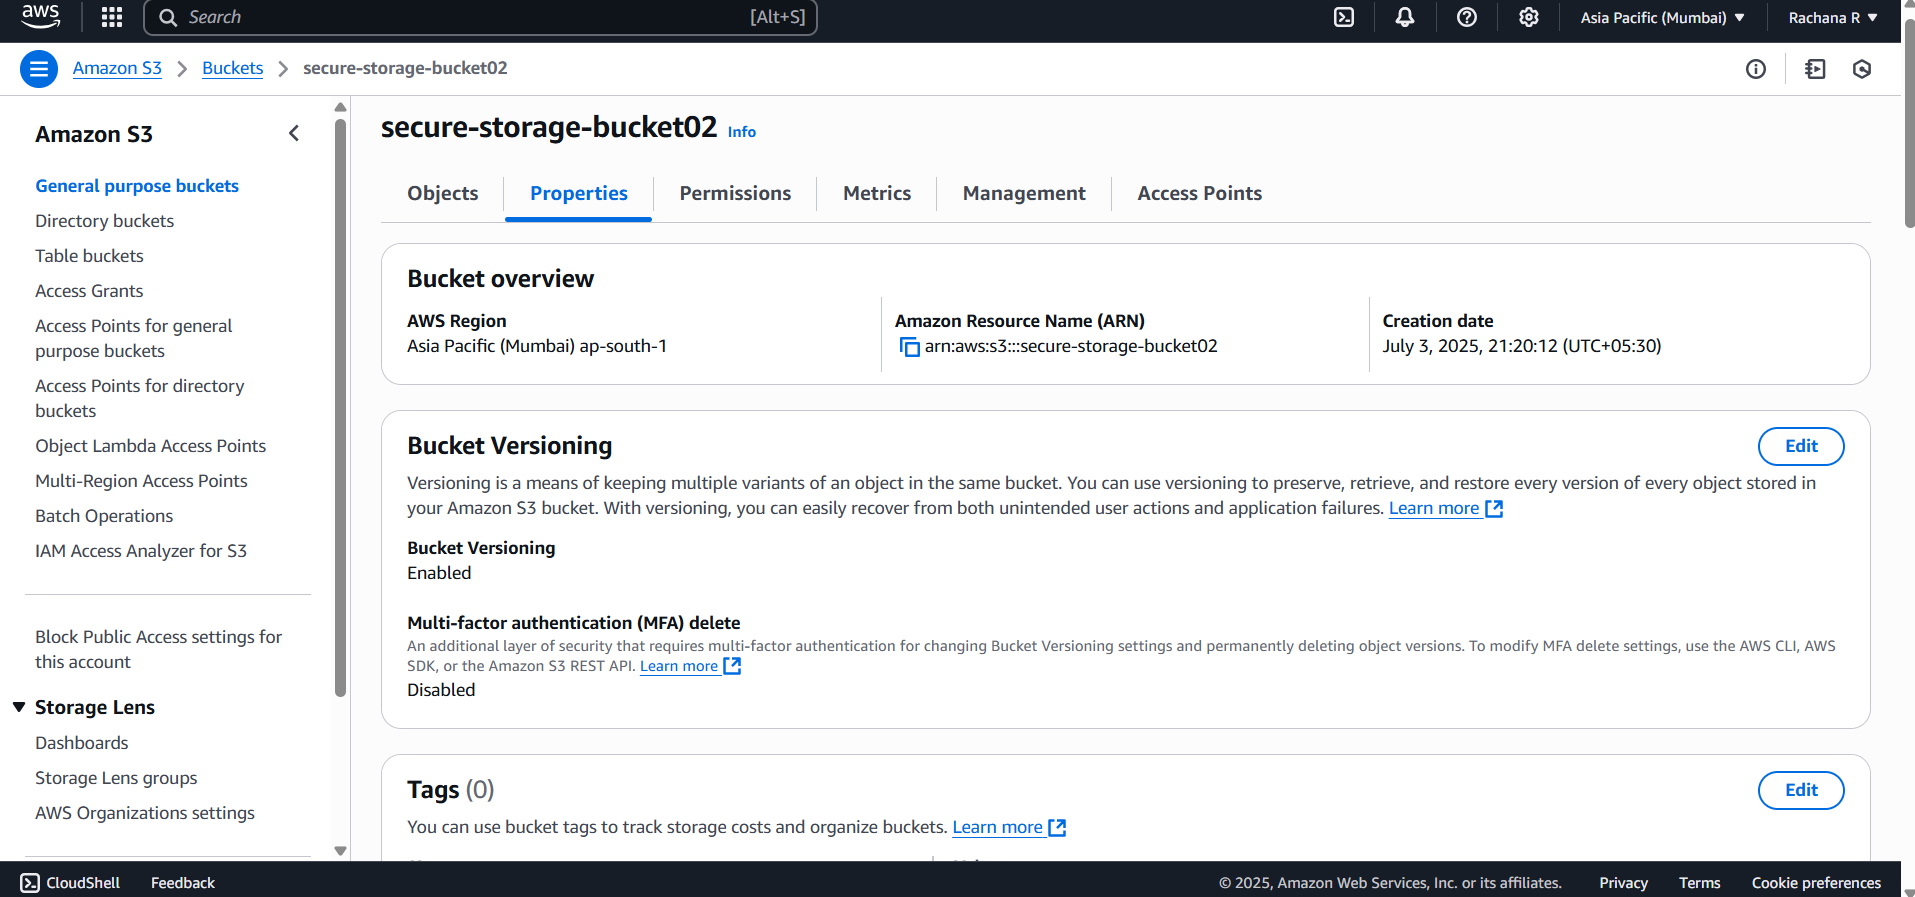 aws
Search [Alt+S]
Asia Pacific (Mumbai) Rachana R
Amazon S3 Buckets secure-storage-bucket02
Amazon S3
General purpose buckets
Directory buckets
Table buckets
Access Grants
Access Points for general
purpose buckets
Access Points for directory
buckets
Object Lambda Access Points
Multi-Region Access Points
Batch Operations
IAM Access Analyzer for S3
Block Public Access settings for
this account
Storage Lens
Dashboards
Storage Lens groups
AWS Organizations settings
secure-storage-bucket02 Info
Objects Properties Permissions Metrics Management Access Points
Bucket overview
AWS Region
Asia Pacific (Mumbai) ap-south-1
Amazon Resource Name (ARN)
arn:aws:s3:::secure-storage-bucket02
Creation date
July 3, 2025, 21:20:12 (UTC+05:30)
Bucket Versioning
Edit
Versioning is a means of keeping multiple variants of an object in the same bucket. You can use versioning to preserve, retrieve, and restore every version of every object stored in
your Amazon S3 bucket. With versioning, you can easily recover from both unintended user actions and application failures. Learn more
Bucket Versioning
Enabled
Multi-factor authentication (MFA) delete
An additional layer of security that requires multi-factor authentication for changing Bucket Versioning settings and permanently deleting object versions. To modify MFA delete settings, use the AWS CLI, AWS
SDK, or the Amazon S3 REST API. Learn more
Disabled
Tags (0)
Edit
You can use bucket tags to track storage costs and organize buckets. Learn more
CloudShell Feedback © 2025, Amazon Web Services, Inc. or its affiliates. Privacy Terms Cookie preferences